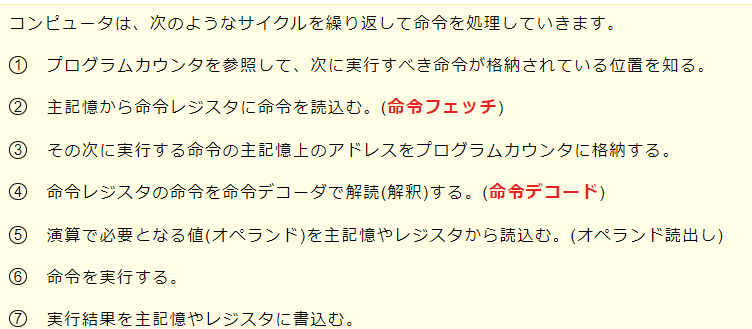 コンピュータは、次のようなサイクルを繰り返して命令を処理していきます。
① プログラムカウンタを参照して、次に実行すべき命令が格納されている位置を知る。
② 主記憶から命令レジスタに命令を読込む。(命令フェッチ)
③ その次に実行する命令の主記憶上のアドレスをプログラムカウンタに格納する。
④ 命令レジスタの命令を命令デコーダで解読(解釈)する。(命令デコード)
⑤ 演算で必要となる値(オペランド)を主記憶やレジスタから読込む。(オペランド読出し)
⑥ 命令を実行する。
⑦ 実行結果を主記憶やレジスタに書込む。